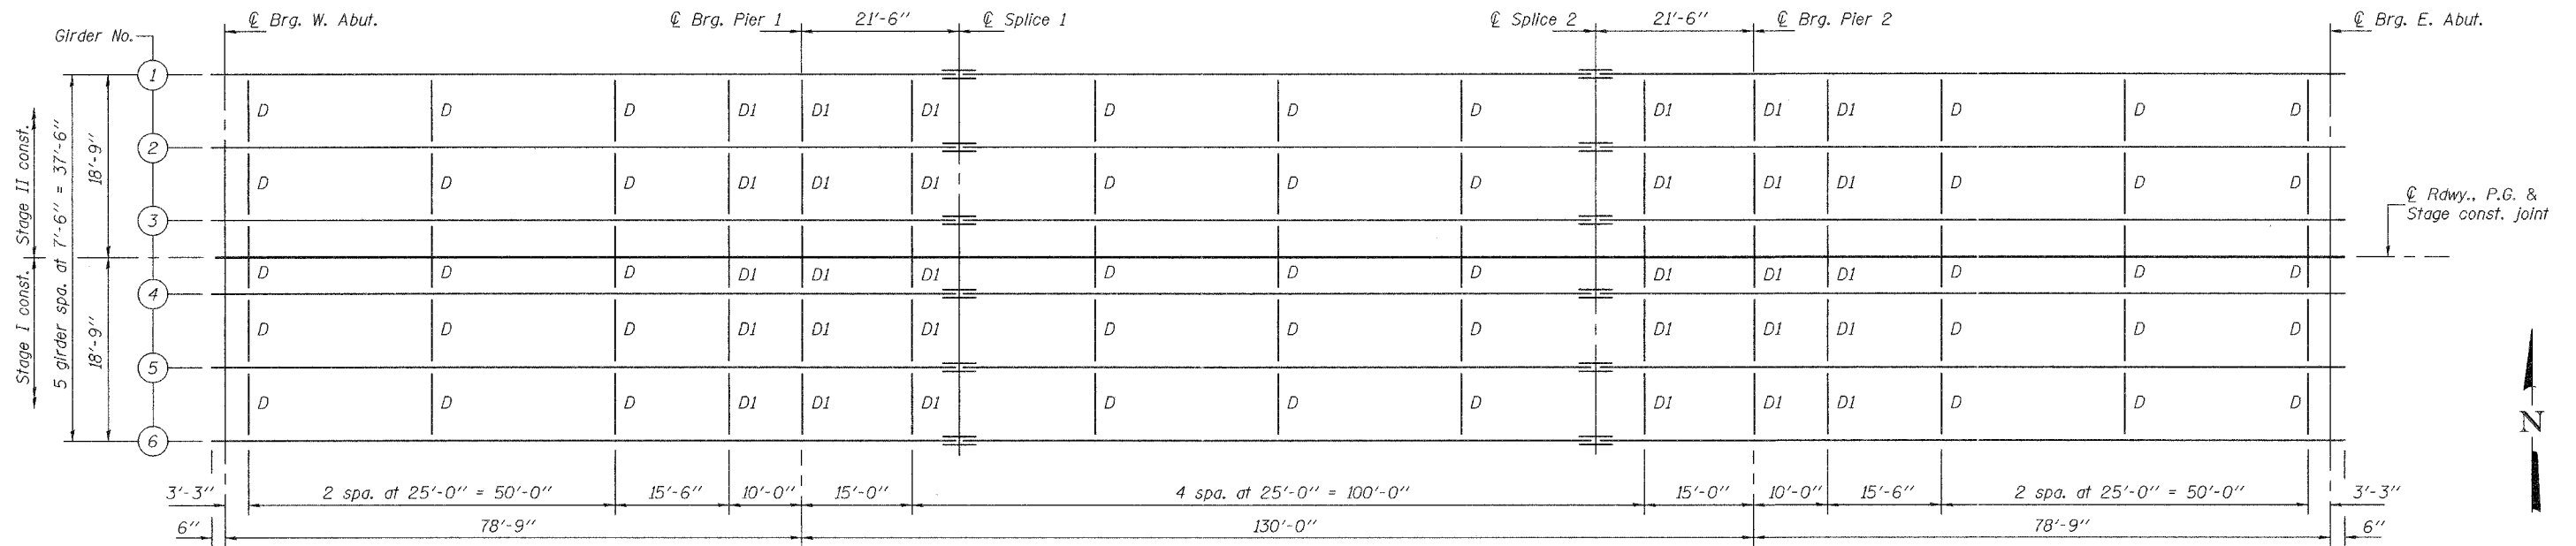 ℄ Brg. W. Abut.
℄ Brg. Pier 1
21'-6"
℄ Splice 1
℄ Splice 2
21'-6"
℄ Brg. Pier 2
℄ Brg. E. Abut.
Girder No.
1
D D D D1 D1 D1 D D D D1 D1 D1 D D D
2
D D D D1 D1 D1 D D D D1 D1 D1 D D D
3
℄ Rdwy., P.G. &
Stage const. joint
D D D D1 D1 D1 D D D D1 D1 D1 D D D
4
D D D D1 D1 D1 D D D D1 D1 D1 D D D
5
D D D D1 D1 D1 D D D D1 D1 D1 D D D
6
Stage II const.
Stage I const.
5 girder spa. at 7'-6" = 37'-6"
18'-9"
18'-9"
N
3'-3"
2 spa. at 25'-0" = 50'-0"
15'-6"
10'-0"
15'-0"
4 spa. at 25'-0" = 100'-0"
15'-0"
10'-0"
15'-6"
2 spa. at 25'-0" = 50'-0"
3'-3"
6"
78'-9"
130'-0"
78'-9"
6"